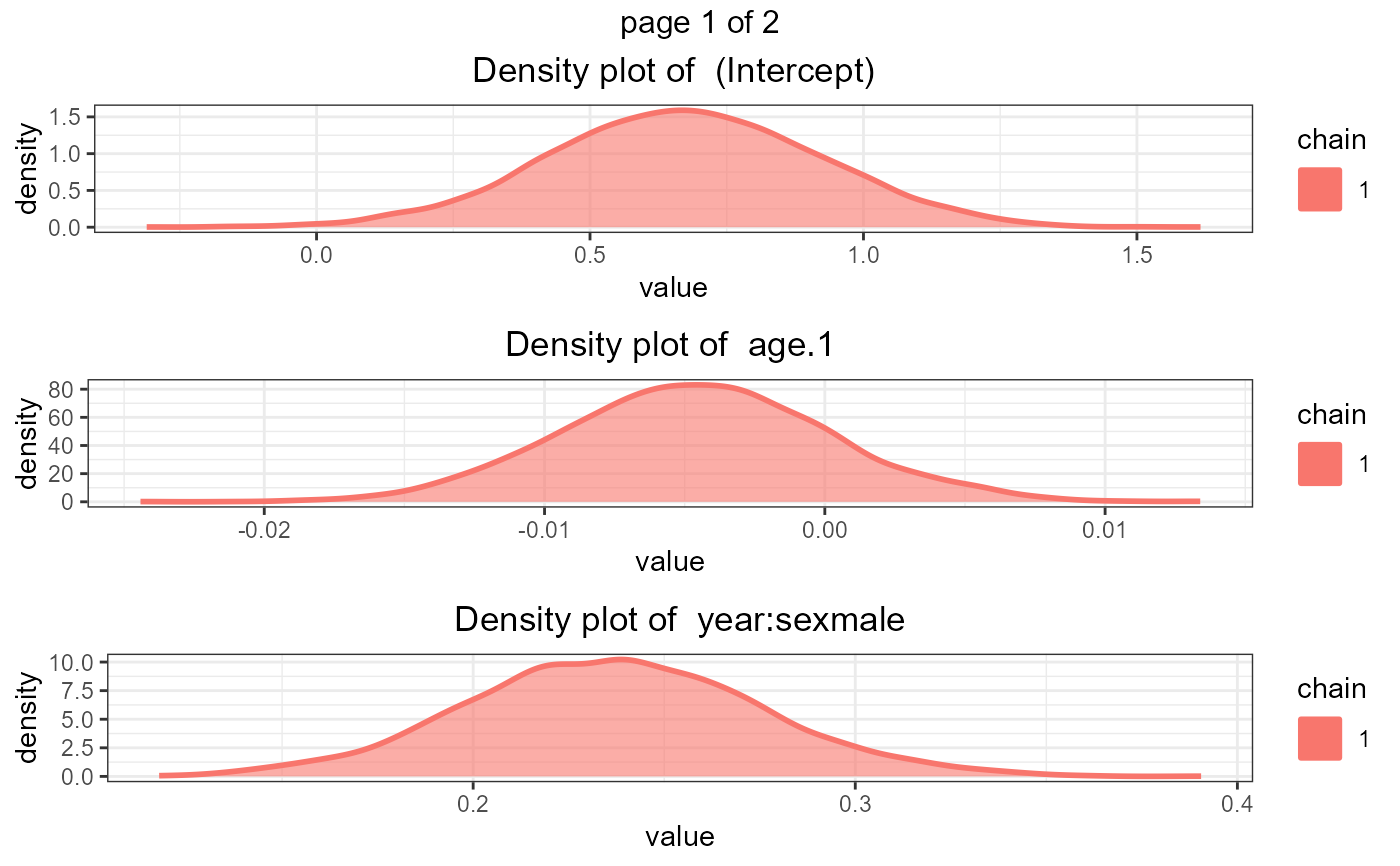 page 1 of 2
Density plot of  (Intercept)
density
1.5
1.0
0.5
0.0
0.0 0.5 1.0 1.5
value
chain
1
Density plot of  age.1
density
80
60
40
20
0
-0.02 -0.01 0.00 0.01
value
chain
1
Density plot of  year:sexmale
density
10.0
7.5
5.0
2.5
0.0
0.2 0.3 0.4
value
chain
1